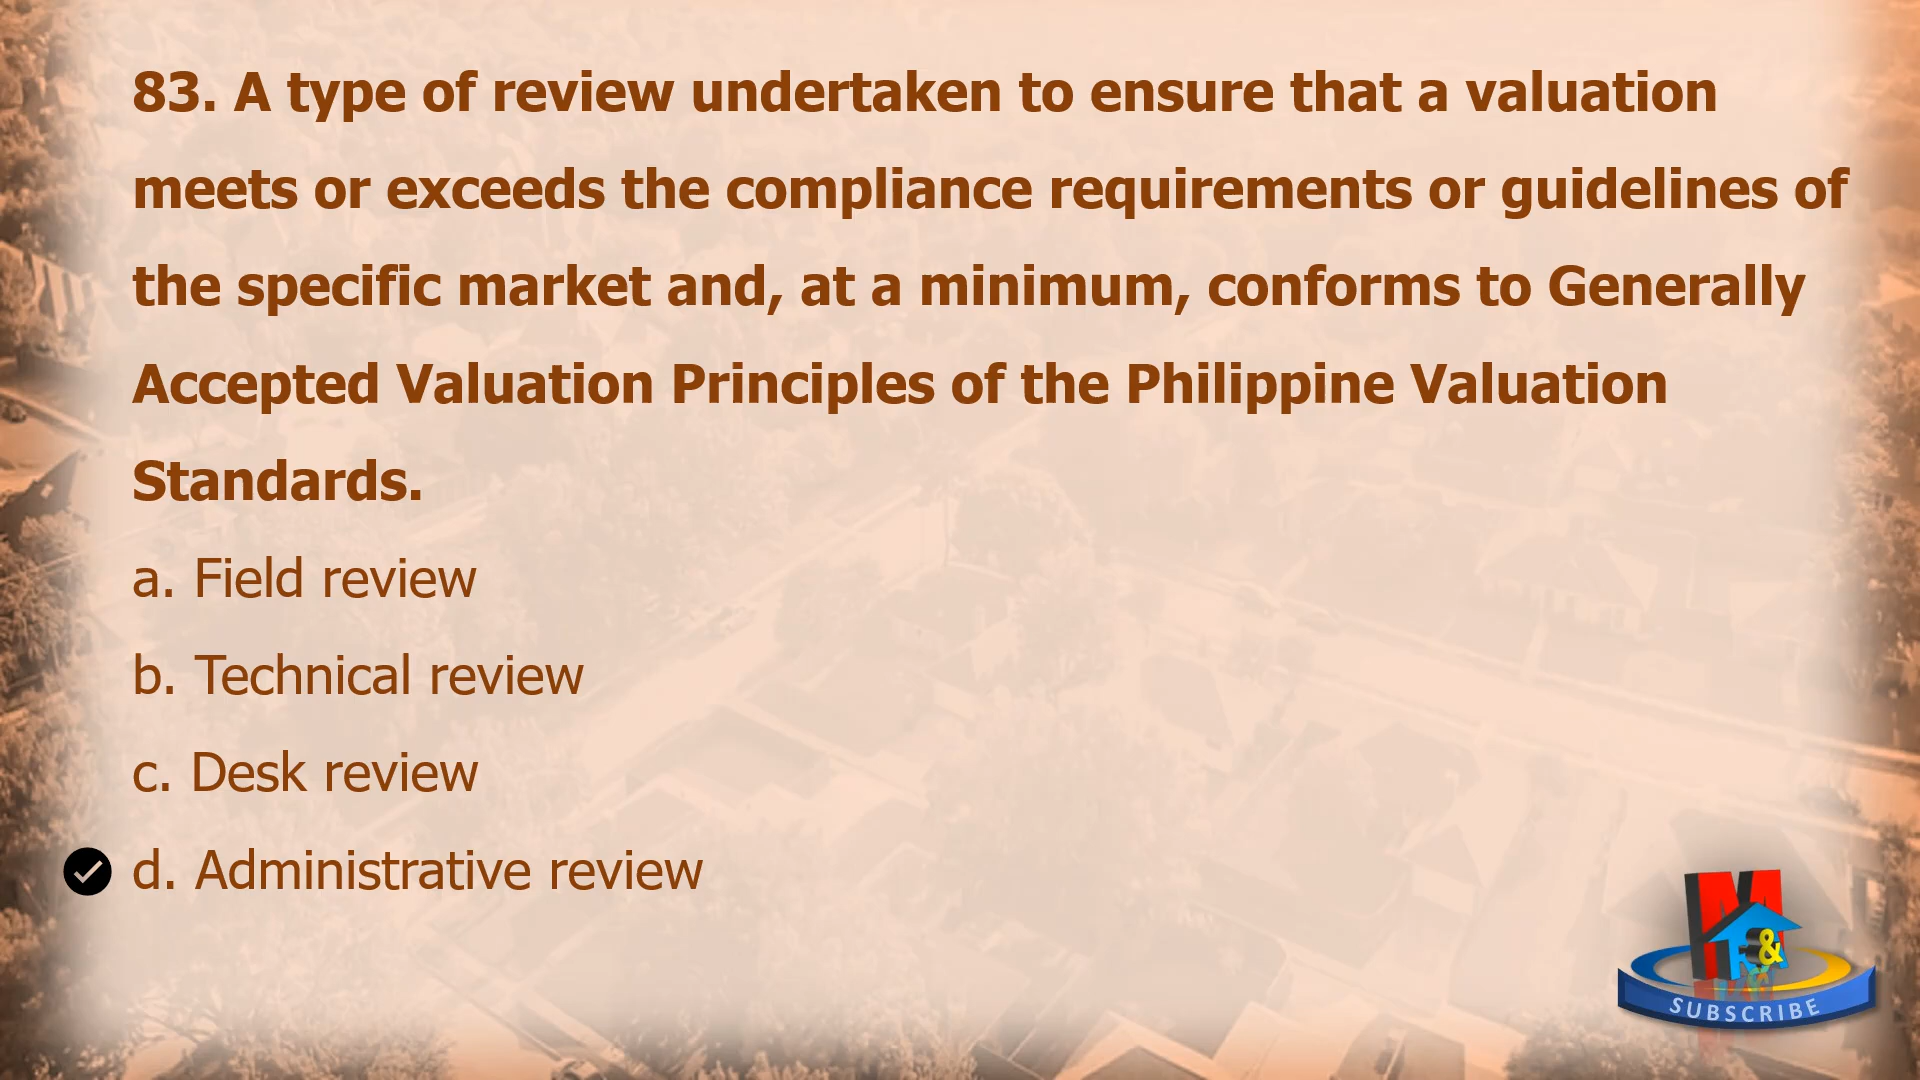 83. A type of review undertaken to ensure that a valuation
meets or exceeds the compliance requirements or guidelines of
the specific market and, at a minimum, conforms to Generally
Accepted Valuation Principles of the Philippine Valuation
Standards.
a. Field review
b. Technical review
c. Desk review
d. Administrative review
M
&
SUBSCRIBE